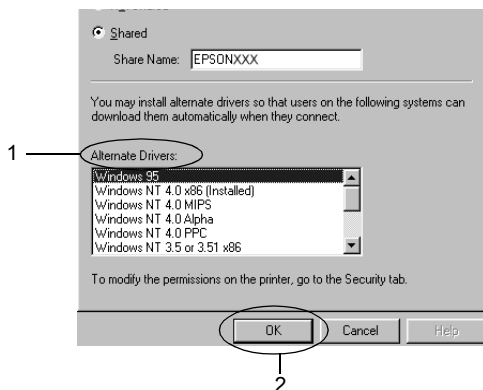 Shared
Share Name: EPSONXXX
You may install alternate drivers so that users on the following systems can
download them automatically when they connect.
1
Alternate Drivers:
Windows 95
Windows NT 4.0 x86 (Installed)
Windows NT 4.0 MIPS
Windows NT 4.0 Alpha
Windows NT 4.0 PPC
Windows NT 3.5 or 3.51 x86
To modify the permissions on the printer, go to the Security tab.
OK Cancel Help
2